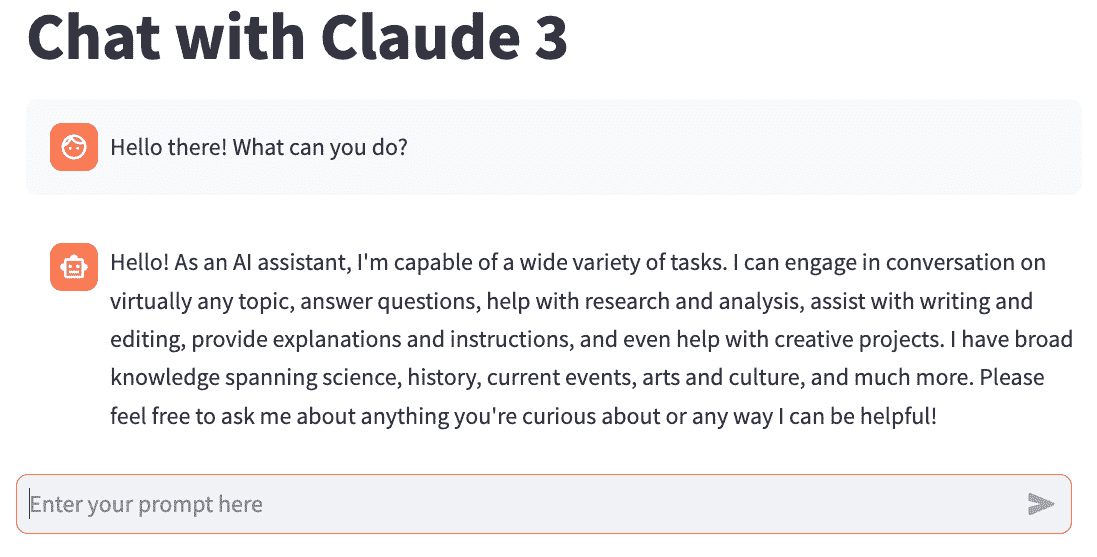 Chat with Claude 3
Hello there! What can you do?
Hello! As an AI assistant, I'm capable of a wide variety of tasks. I can engage in conversation on
virtually any topic, answer questions, help with research and analysis, assist with writing and
editing, provide explanations and instructions, and even help with creative projects. I have broad
knowledge spanning science, history, current events, arts and culture, and much more. Please
feel free to ask me about anything you're curious about or any way I can be helpful!
Enter your prompt here